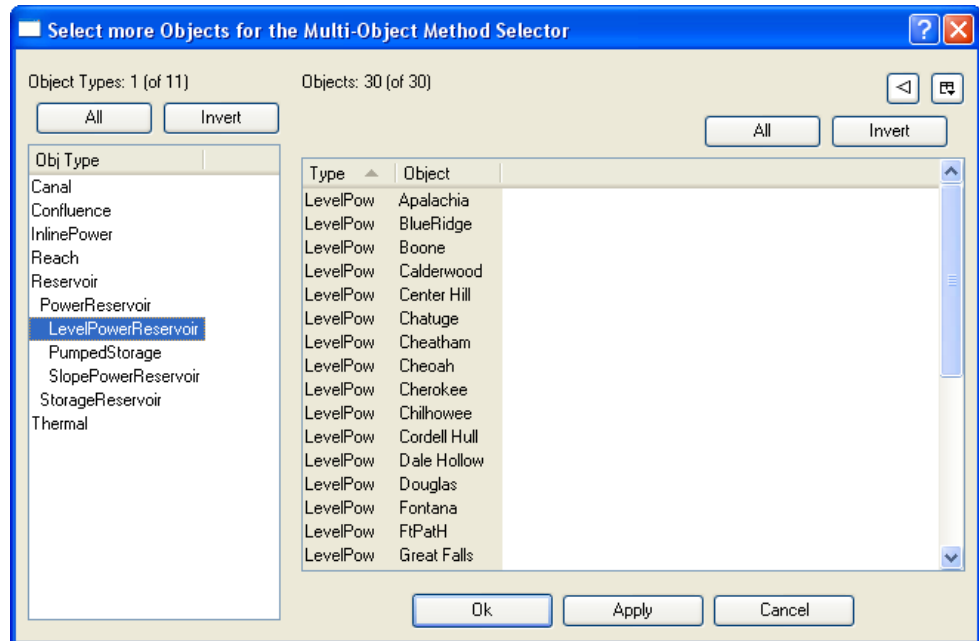 Select more Objects for the Multi-Object Method Selector
Object Types: 1 (of 11)
All Invert
Obj Type
Canal
Confluence
InlinePower
Reach
Reservoir
PowerReservoir
LevelPowerReservoir
PumpedStorage
SlopePowerReservoir
StorageReservoir
Thermal
Objects: 30 (of 30)
All Invert
Type Object
LevelPow Apalachia
LevelPow BlueRidge
LevelPow Boone
LevelPow Calderwood
LevelPow Center Hill
LevelPow Chatuge
LevelPow Cheatham
LevelPow Cheoah
LevelPow Cherokee
LevelPow Chilhowee
LevelPow Cordell Hull
LevelPow Dale Hollow
LevelPow Douglas
LevelPow Fontana
LevelPow FtPatH
LevelPow Great Falls
Ok Apply Cancel